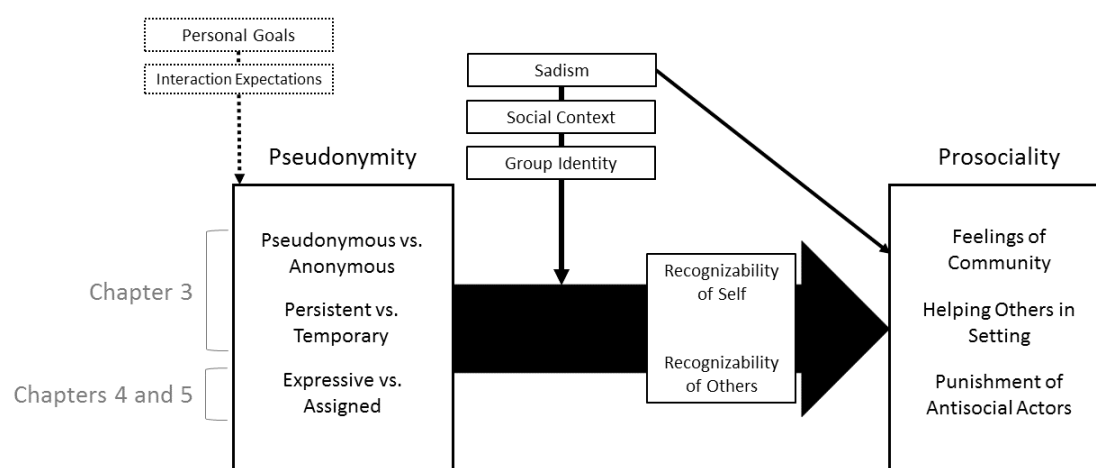 Personal Goals
Interaction Expectations
Sadism
Social Context
Group Identity
Pseudonymity
Prosociality
Chapter 3
Chapters 4 and 5
Pseudonymous vs.
Anonymous
Persistent vs.
Temporary
Expressive vs.
Assigned
Recognizability
of Self
Recognizability
of Others
Feelings of
Community
Helping Others in
Setting
Punishment of
Antisocial Actors